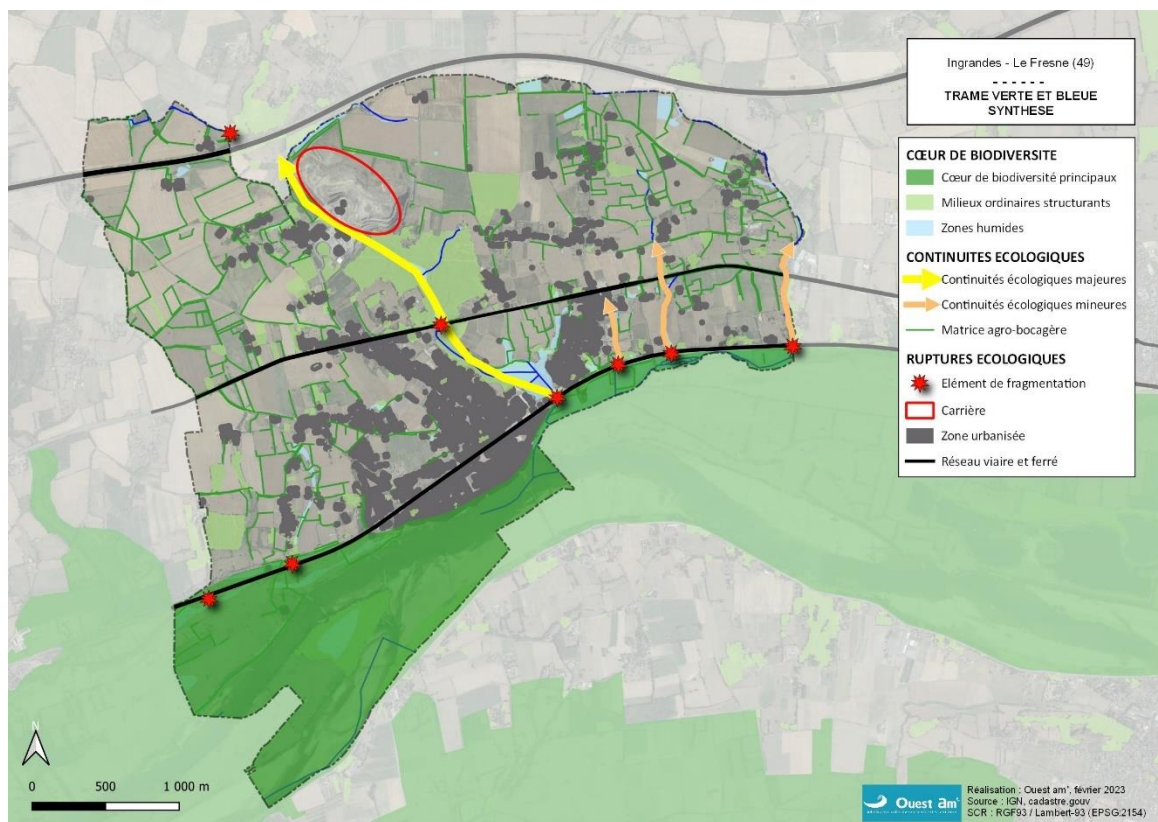 Ingrandes - Le Fresne (49)
- - - - - -
TRAME VERTE ET BLEUE
SYNTHESE
CŒUR DE BIODIVERSITE
Cœur de biodiversité principaux
Milieux ordinaires structurants
Zones humides
CONTINUITES ECOLOGIQUES
Continuités écologiques majeures
Continuités écologiques mineures
Matrice agro-bocagère
RUPTURES ECOLOGIQUES
Elément de fragmentation
Carrière
Zone urbanisée
Réseau viaire et ferré
N
0 500 1 000 m
Ouest am'
Réalisation : Ouest am', février 2023
Source : IGN, cadastre.gouv
SCR : RGF93 / Lambert-93 (EPSG:2154)